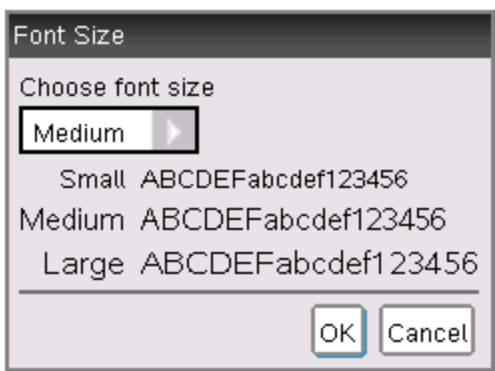 Font Size
Choose font size
Medium
Small ABCDEFabcdef123456
Medium ABCDEFabcdef123456
Large ABCDEFabcdef123456
OK Cancel